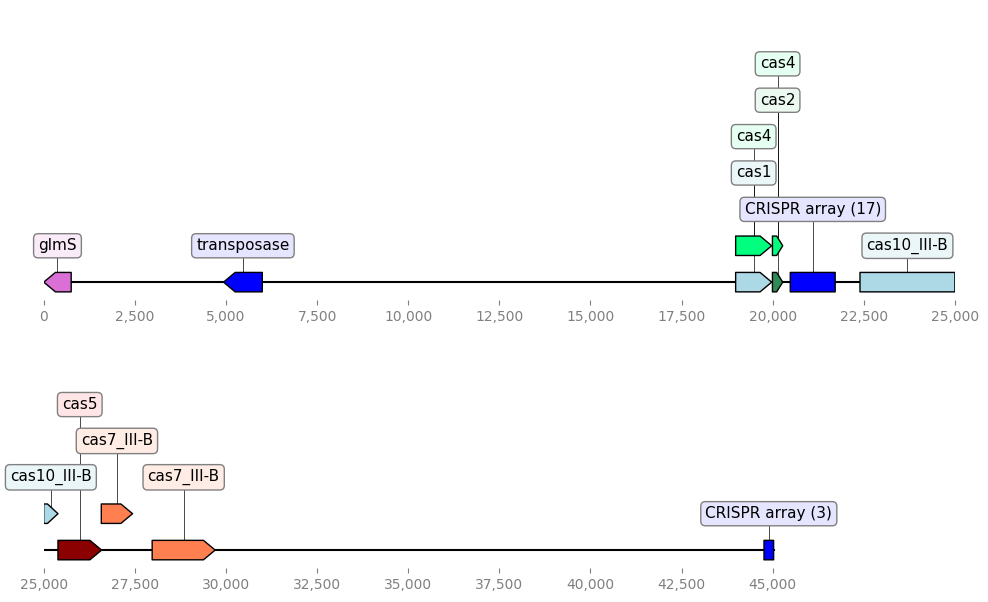 cas4
cas2
cas4
cas1
CRISPR array (17)
glmS
transposase
cas10_III-B
0
2,500
5,000
7,500
10,000
12,500
15,000
17,500
20,000
22,500
25,000
cas5
cas7_III-B
cas10_III-B
cas7_III-B
CRISPR array (3)
25,000
27,500
30,000
32,500
35,000
37,500
40,000
42,500
45,000